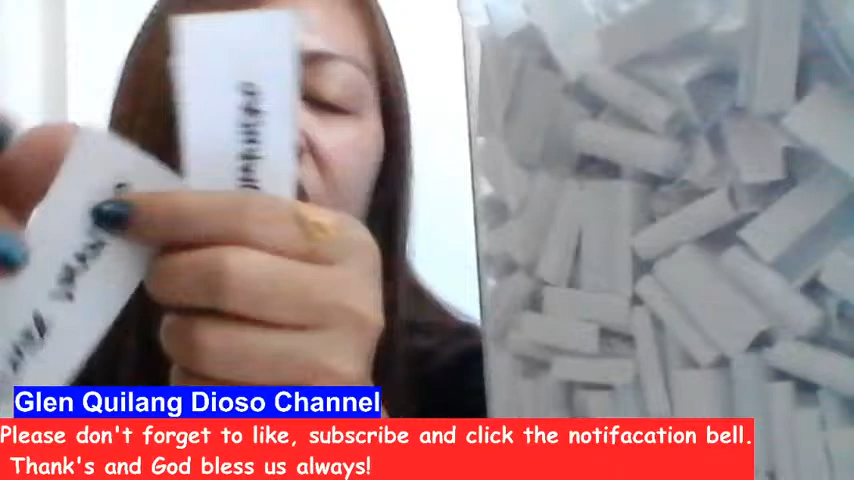 Glen Quilang Dioso Channel
Please don't forget to like, subscribe and click the notifacation bell.
Thank's and God bless us always!